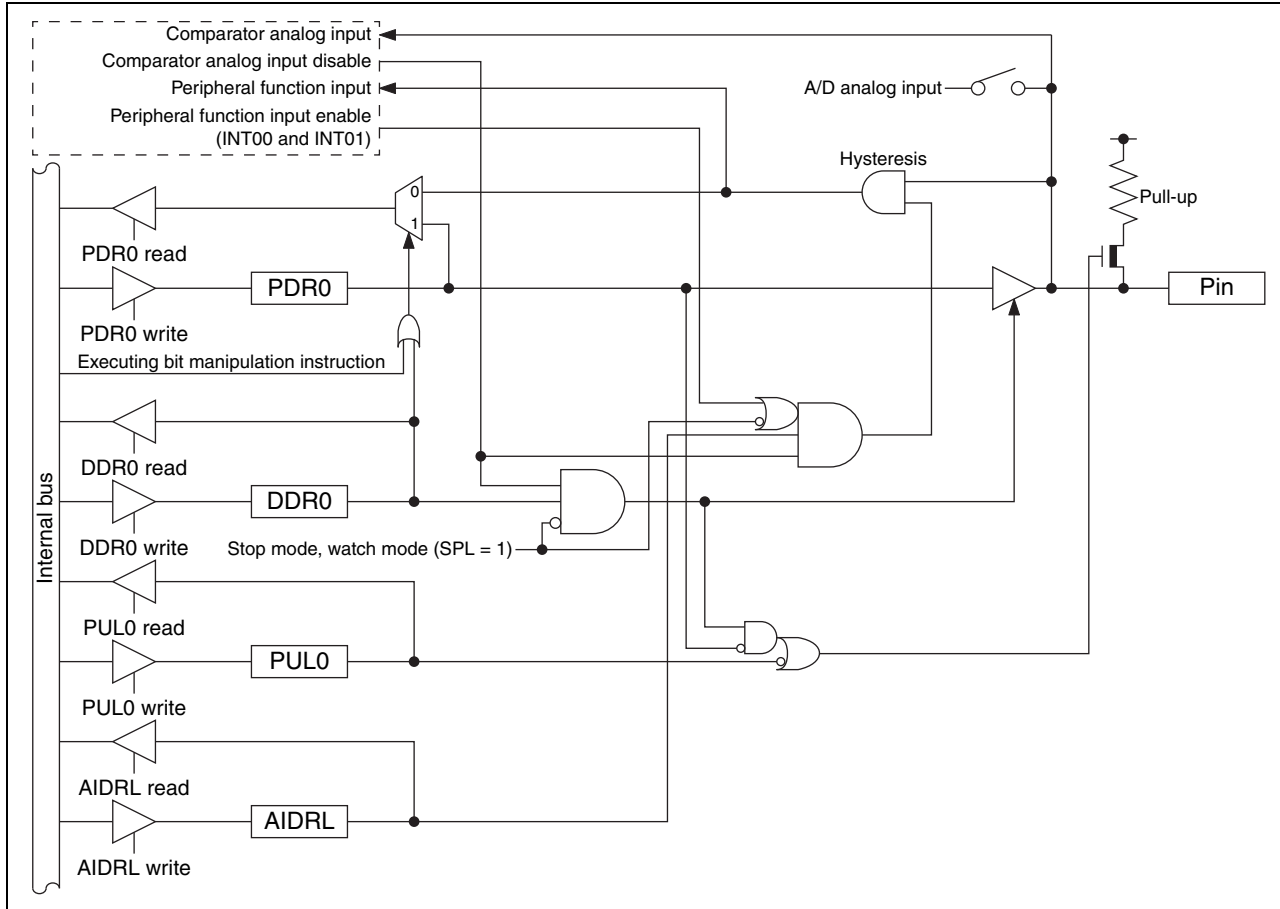 Comparator analog input
Comparator analog input disable
Peripheral function input
Peripheral function input enable
(INT00 and INT01)
A/D analog input
Hysteresis
Pull-up
0
1
PDR0 read
PDR0
Pin
PDR0 write
Executing bit manipulation instruction
DDR0 read
DDR0
DDR0 write
Stop mode, watch mode (SPL = 1)
Internal bus
PUL0 read
PUL0
PUL0 write
AIDRL read
AIDRL
AIDRL write